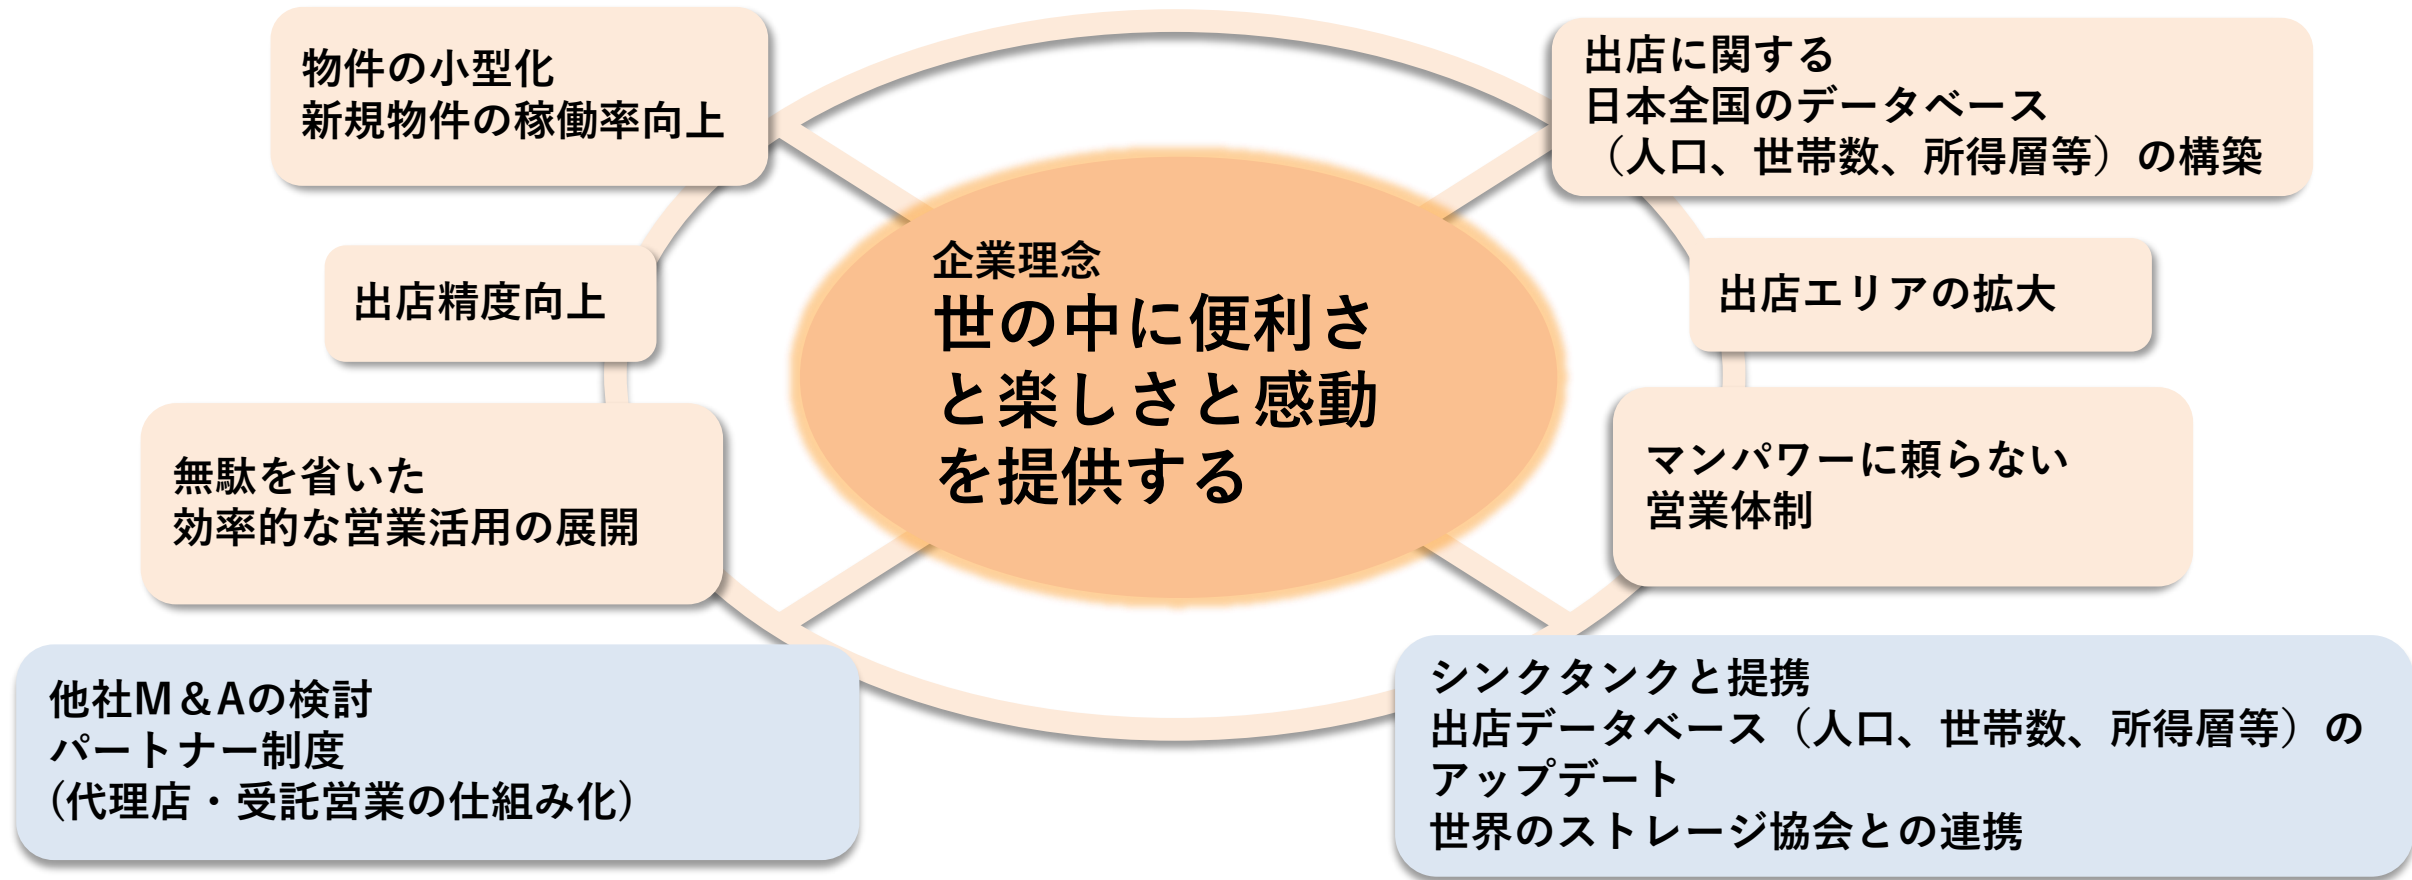 物件の小型化
新規物件の稼働率向上
出店に関する
日本全国のデータベース
（人口、世帯数、所得層等）の構築
企業理念
世の中に便利さ
と楽しさと感動
を提供する
出店精度向上
出店エリアの拡大
無駄を省いた
効率的な営業活用の展開
マンパワーに頼らない
営業体制
他社M＆Aの検討
パートナー制度
(代理店・受託営業の仕組み化)
シンクタンクと提携
出店データベース（人口、世帯数、所得層等）の
アップデート
世界のストレージ協会との連携